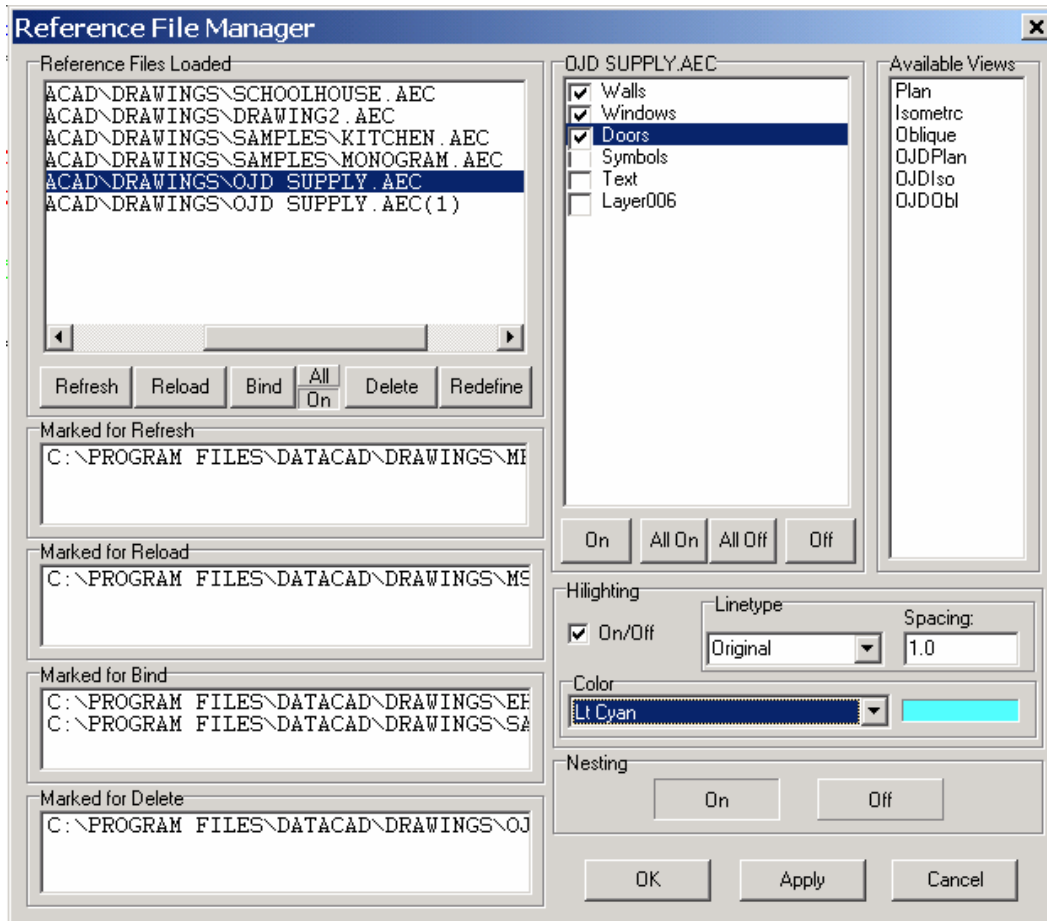 Reference File Manager
Reference Files Loaded
ACAD\DRAWINGS\SCHOOLHOUSE.AEC
ACAD\DRAWINGS\DRAWING2.AEC
ACAD\DRAWINGS\SAMPLES\KITCHEN.AEC
ACAD\DRAWINGS\SAMPLES\MONOGRAM.AEC
ACAD\DRAWINGS\OJD SUPPLY.AEC
ACAD\DRAWINGS\OJD SUPPLY.AEC(1)
Refresh Reload Bind All On Delete Redefine
Marked for Refresh
C:\PROGRAM FILES\DATACAD\DRAWINGS\
Marked for Reload
C:\PROGRAM FILES\DATACAD\DRAWINGS\MS
Marked for Bind
C:\PROGRAM FILES\DATACAD\DRAWINGS\
C:\PROGRAM FILES\DATACAD\DRAWINGS\SA
Marked for Delete
C:\PROGRAM FILES\DATACAD\DRAWINGS\OJ
OJD SUPPLY.AEC
Walls
Windows
Doors
Symbols
Text
Layer006
On All On All Off Off
Available Views
Plan
Isometrc
Oblique
OJDPlan
OJDIso
OJDObl
Hilighting
On/Off
Linetype
Original
Spacing:
1.0
Color
Lt Cyan
Nesting
On Off
OK Apply Cancel